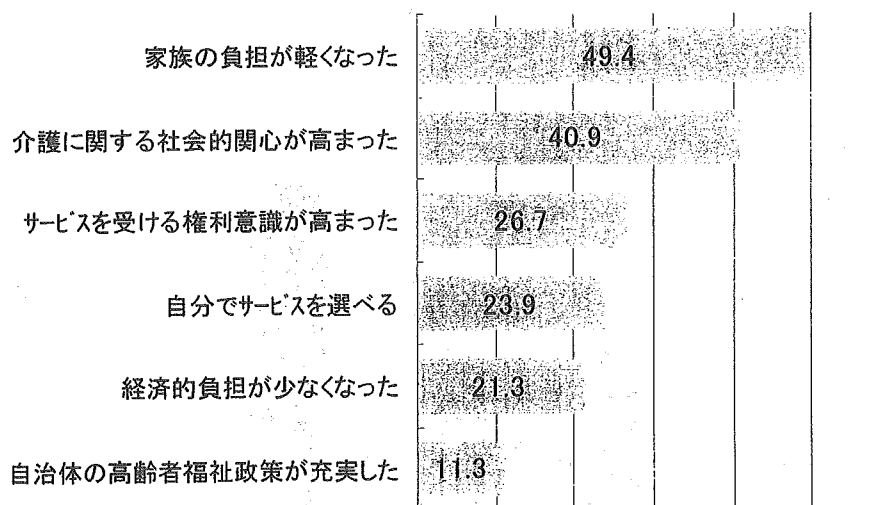 家族の負担が軽くなった 49.4
介護に関する社会的関心が高まった 40.9
サービスを受ける権利意識が高まった 26.7
自分でサービスを選べる 23.9
経済的負担が少なくなった 21.3
自治体の高齢者福祉政策が充実した 11.3